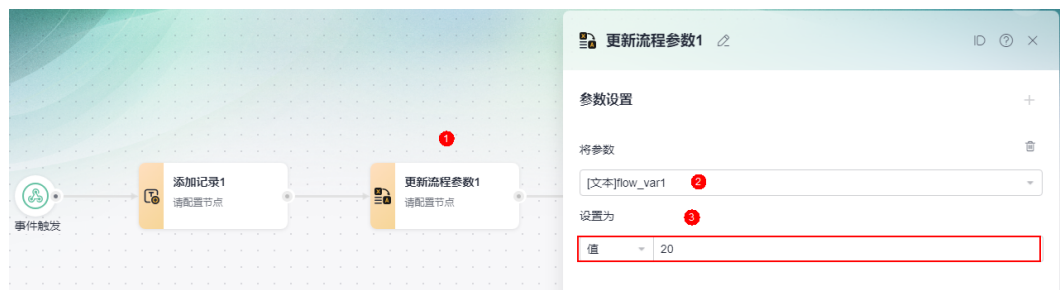 更新流程参数1
ID
参数设置
1
将参数
添加记录1
更新流程参数1
[文本]flow_var1
2
请配置节点
请配置节点
事件触发
设置为
3
值
20